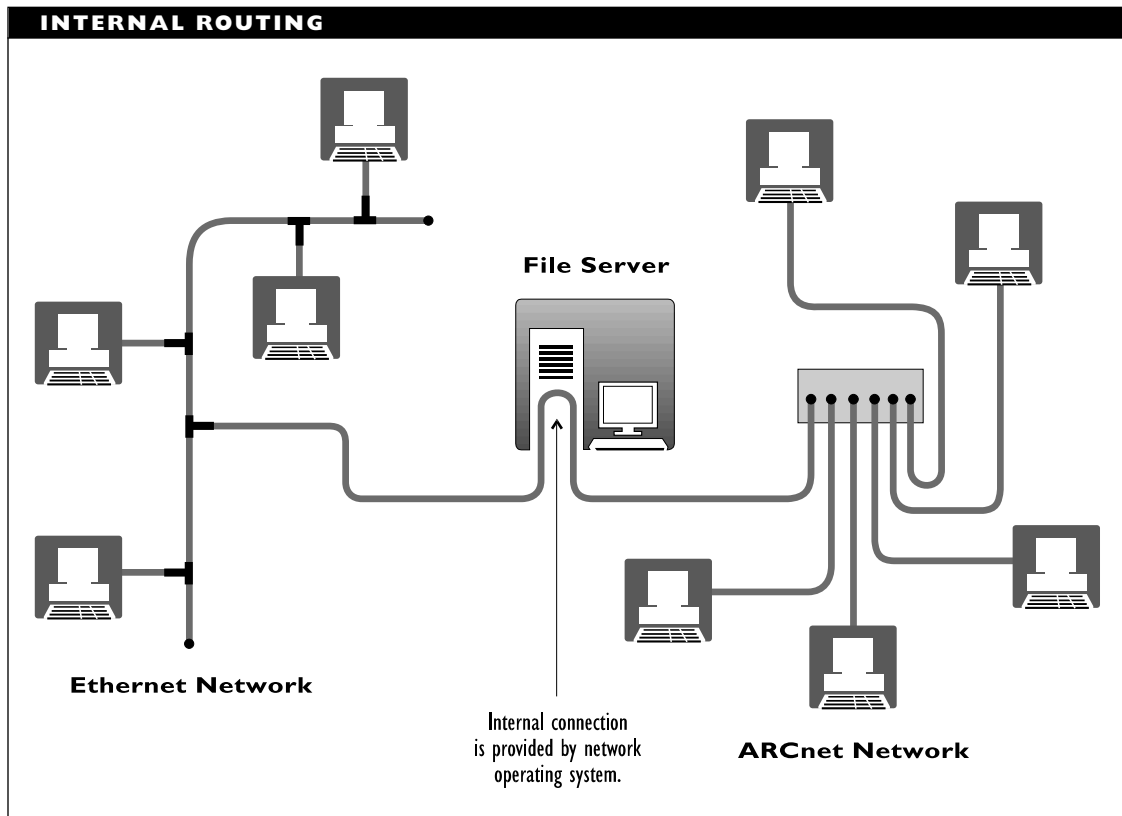 INTERNAL ROUTING
File Server
Ethernet Network
Internal connection
is provided by network
operating system.
ARCnet Network